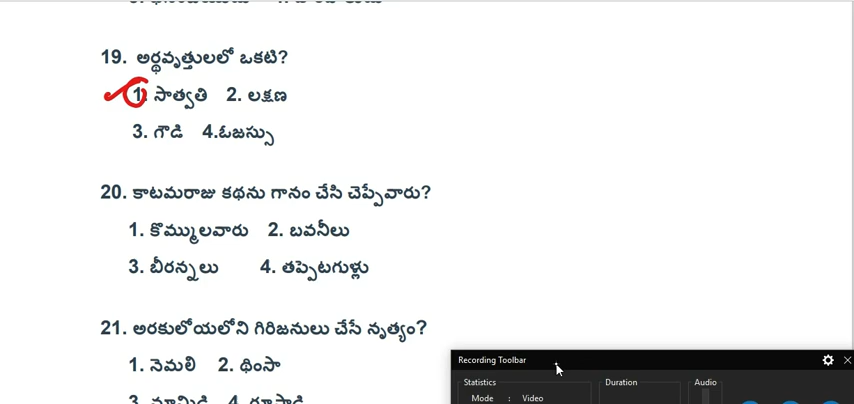 19. అర్థవృత్తులలో ఒకటి?
1. సాత్వతి 2. లక్షణ
3. గౌడి 4.ఓజస్సు
20. కాటమరాజు కథను గానం చేసి చెప్పేవారు?
1. కొమ్ములవారు 2. బవనీలు
3. బీరన్నలు 4. తప్పెటగుళ్లు
21. అరకులోయలోని గిరిజనులు చేసే నృత్యం?
1. నెమలి 2. థింసా
Recording Toolbar
Statistics Duration Audio
Mode : Video